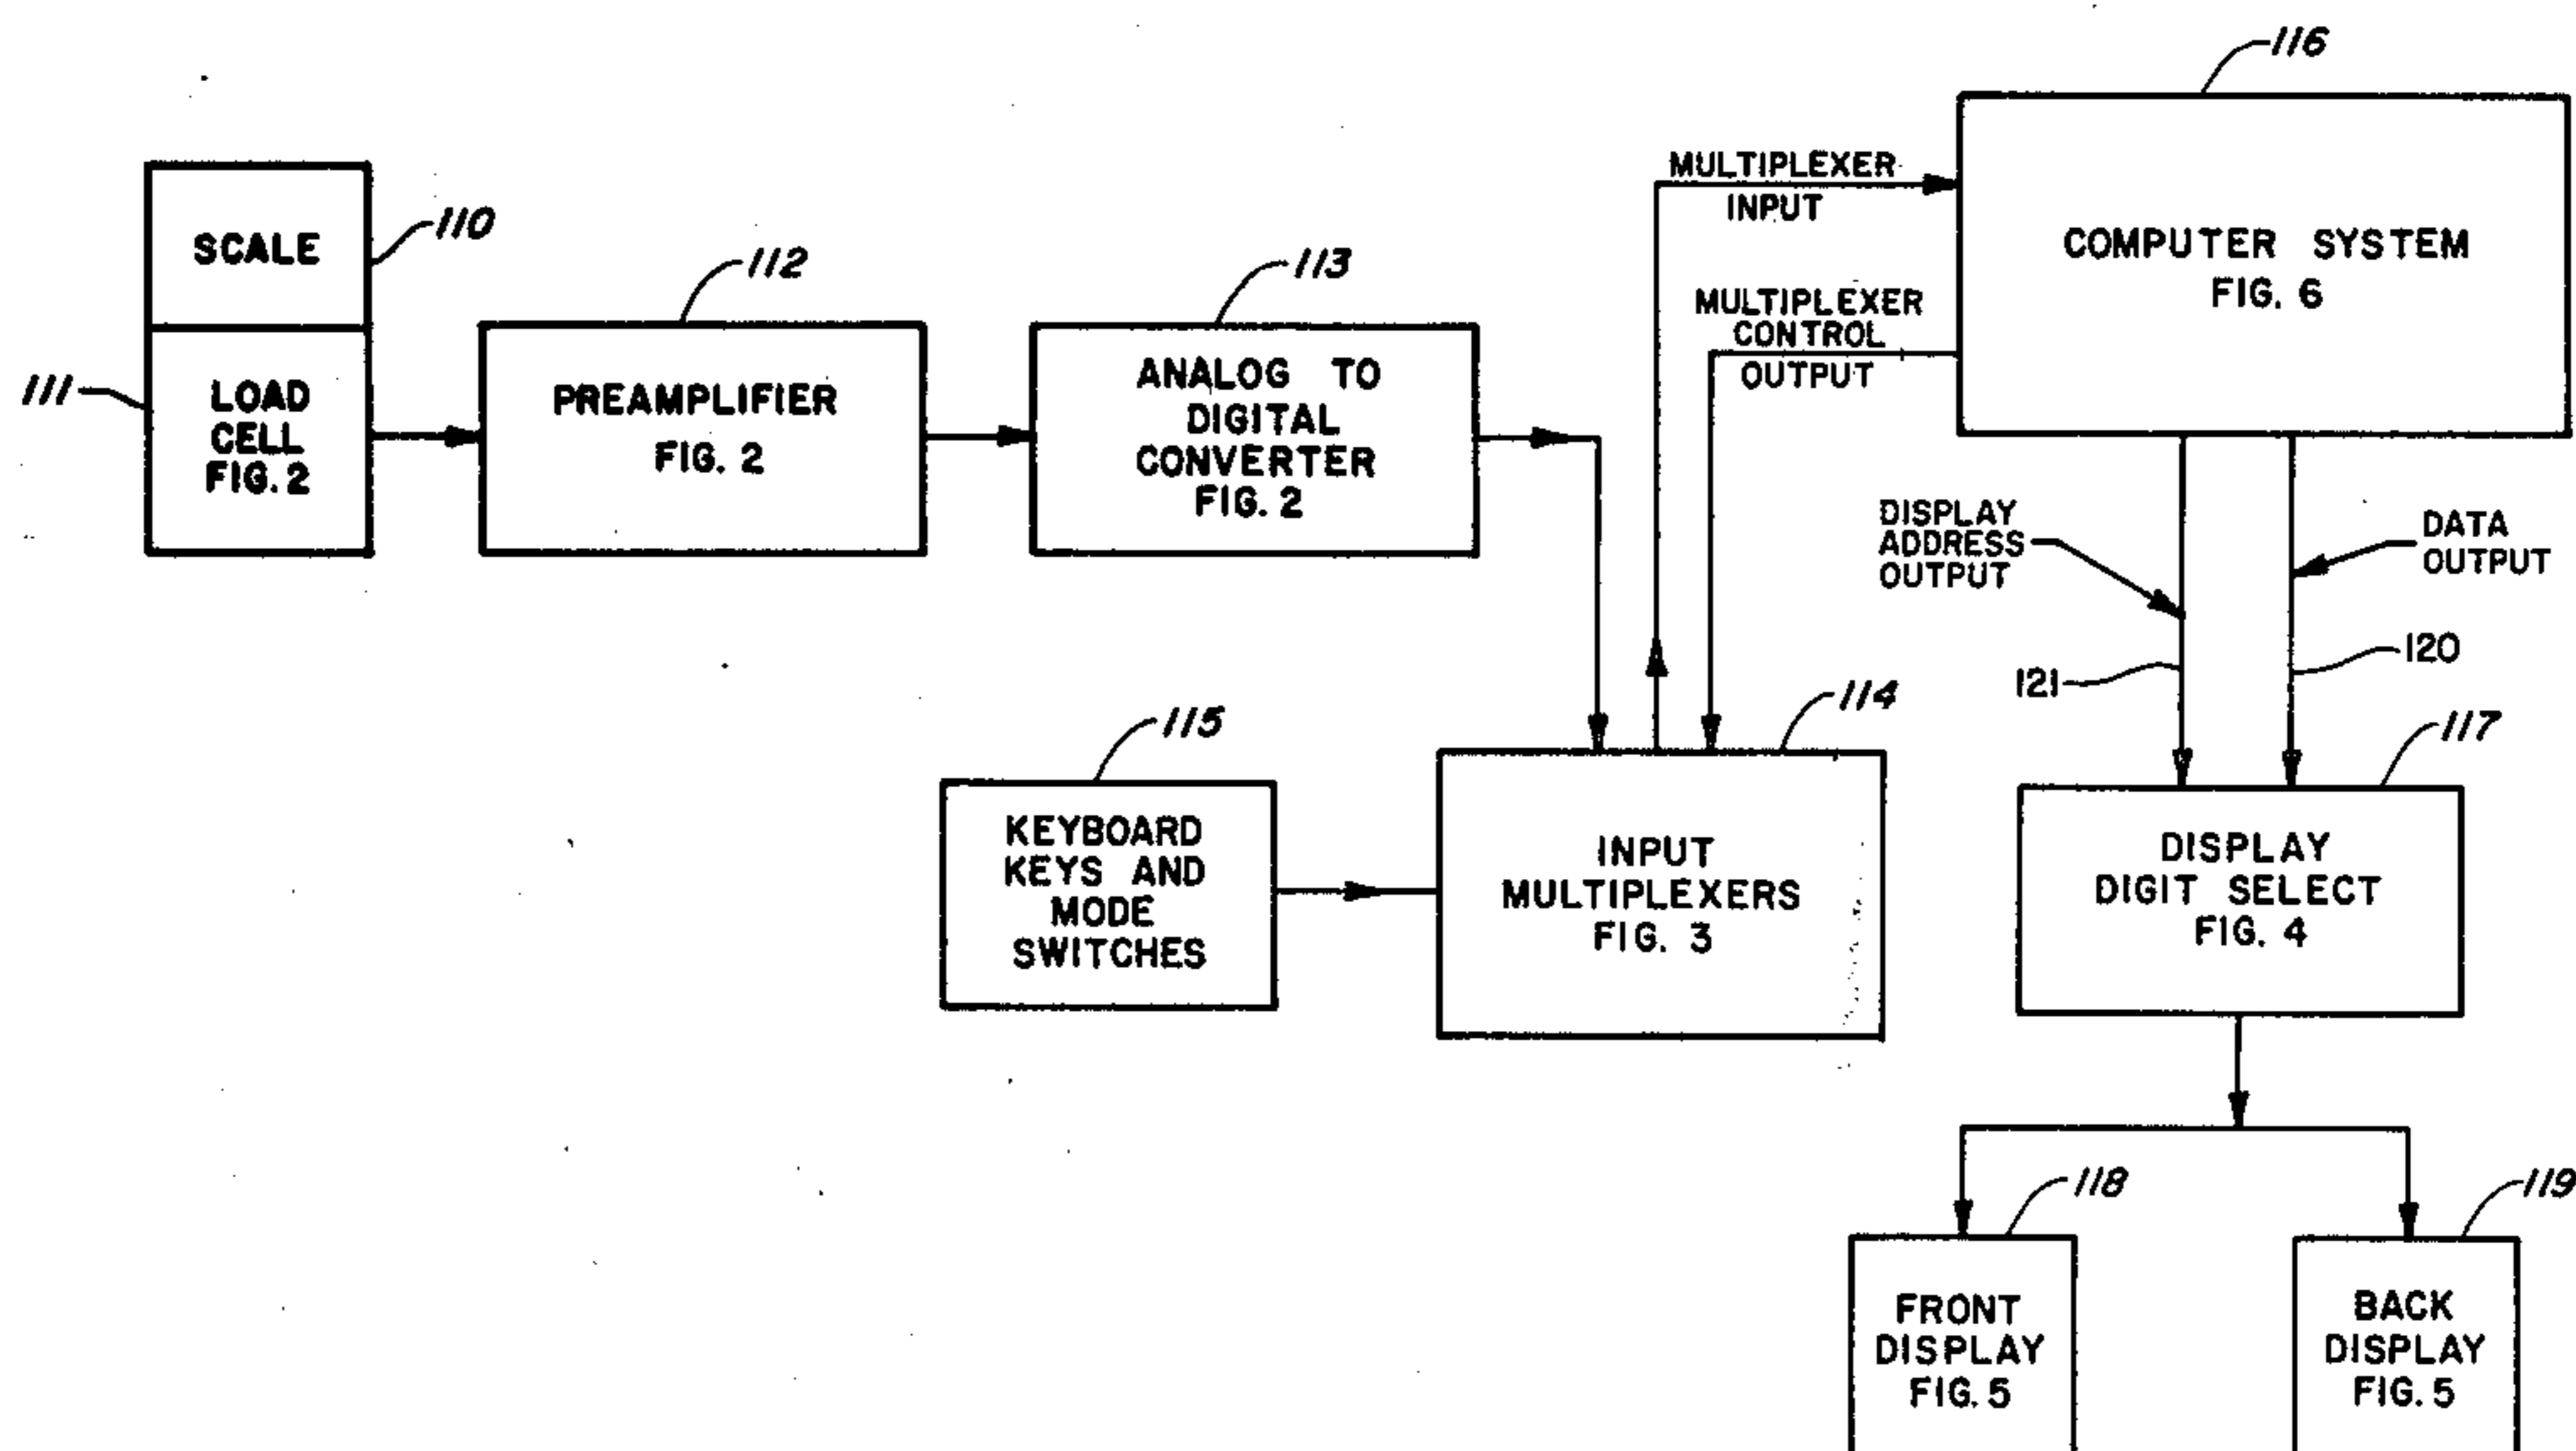 116
SCALE
110
111
LOAD
CELL
FIG. 2
112
PREAMPLIFIER
FIG. 2
113
ANALOG TO
DIGITAL
CONVERTER
FIG. 2
MULTIPLEXER
INPUT
MULTIPLEXER
CONTROL
OUTPUT
COMPUTER SYSTEM
FIG. 6
DISPLAY
ADDRESS
OUTPUT
DATA
OUTPUT
121
120
115
KEYBOARD
KEYS AND
MODE
SWITCHES
114
INPUT
MULTIPLEXERS
FIG. 3
117
DISPLAY
DIGIT SELECT
FIG. 4
118
FRONT
DISPLAY
FIG. 5
119
BACK
DISPLAY
FIG. 5